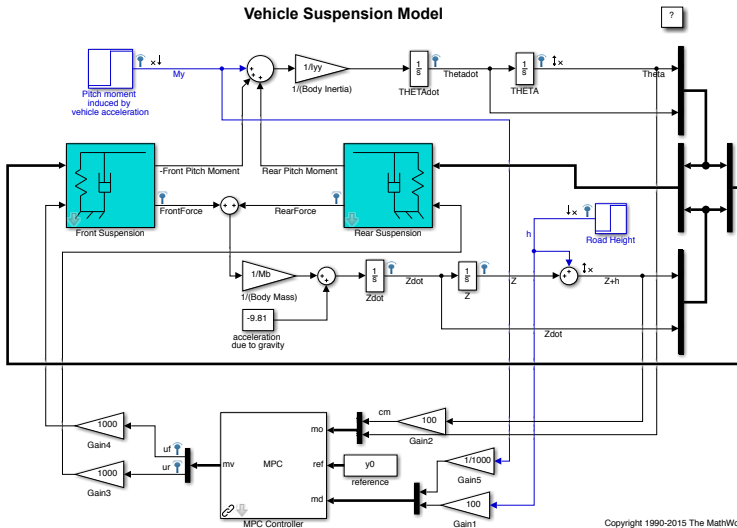 Vehicle Suspension Model
?
My
Pitch moment
induced by
vehicle acceleration
1/Iyy
1/(Body Inertia)
1
s
THETAdot
Thetadot
1
s
THETA
Theta
-Front Pitch Moment
Rear Pitch Moment
FrontForce
RearForce
Front Suspension
Rear Suspension
h
Road Height
1/Mb
1/(Body Mass)
-9.81
acceleration
due to gravity
1
s
Zdot
Zdot
1
s
Z
Z
Z+h
Zdot
1000
Gain4
uf
ur
1000
Gain3
mv
MPC
mo
ref
md
MPC Controller
cm
100
Gain2
y0
reference
1/1000
Gain5
100
Gain1
Copyright 1990-2015 The MathWo